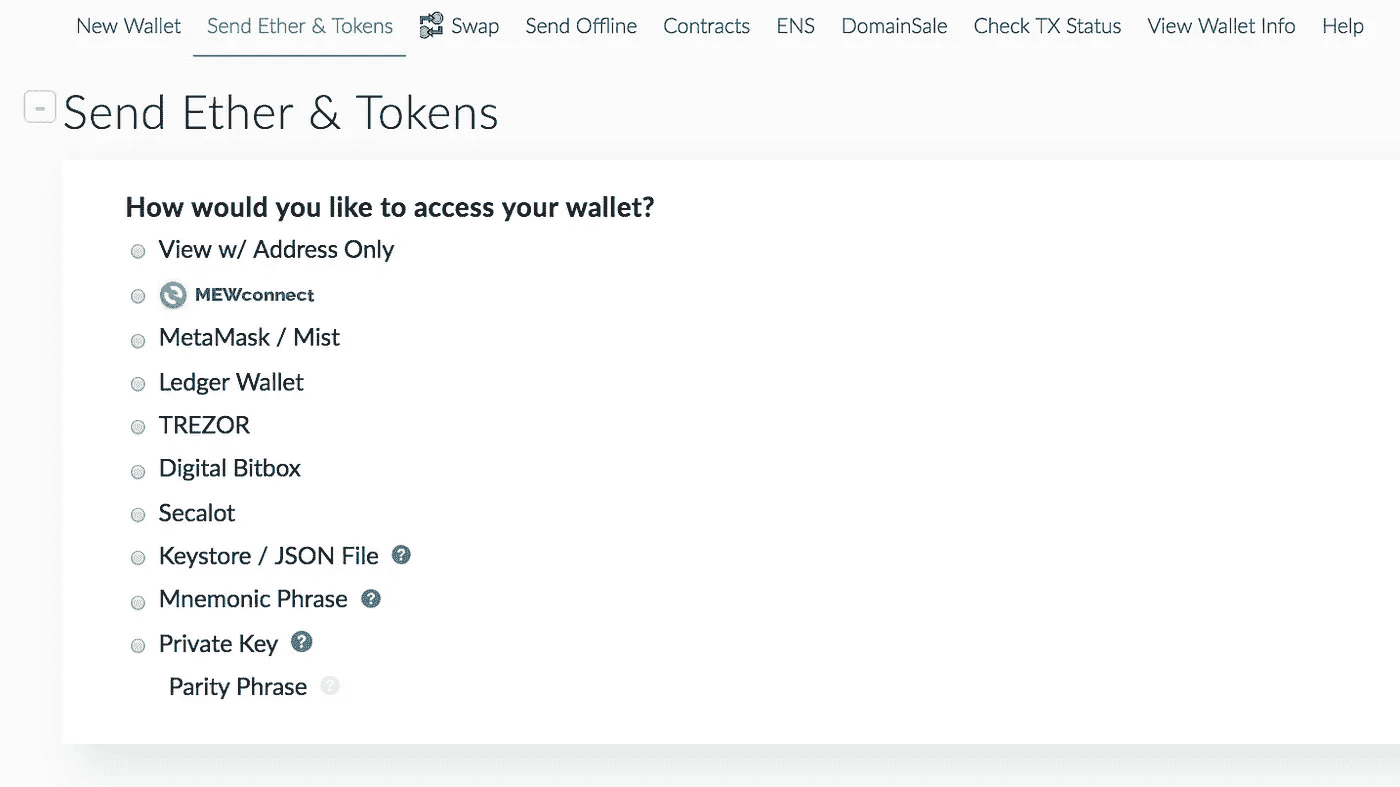 New Wallet Send Ether & Tokens Swap Send Offline Contracts ENS DomainSale Check TX Status View Wallet Info Help
- Send Ether & Tokens
How would you like to access your wallet?
View w/ Address Only
MEWconnect
MetaMask / Mist
Ledger Wallet
TREZOR
Digital Bitbox
Secalot
Keystore / JSON File ?
Mnemonic Phrase ?
Private Key ?
Parity Phrase ?